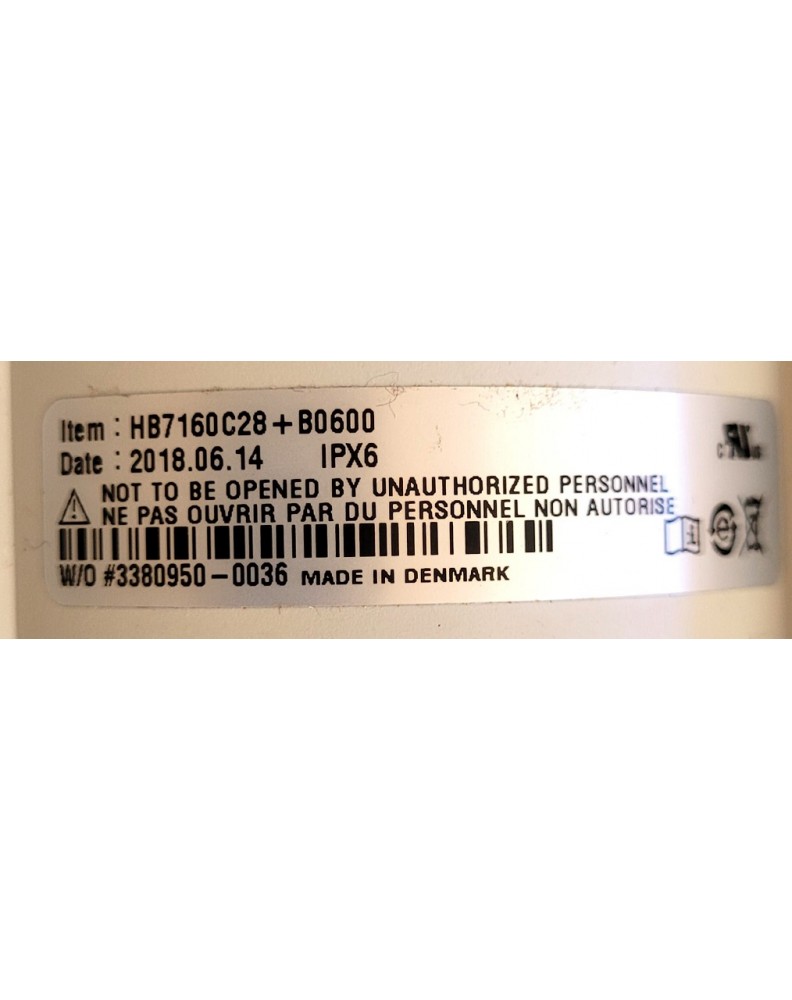 Item : HB7160C28+B0600
Date : 2018.06.14 IPX6
NOT TO BE OPENED BY UNAUTHORIZED PERSONNEL
NE PAS OUVRIR PAR DU PERSONNEL NON AUTORISE
W/O #3380950-0036 MADE IN DENMARK